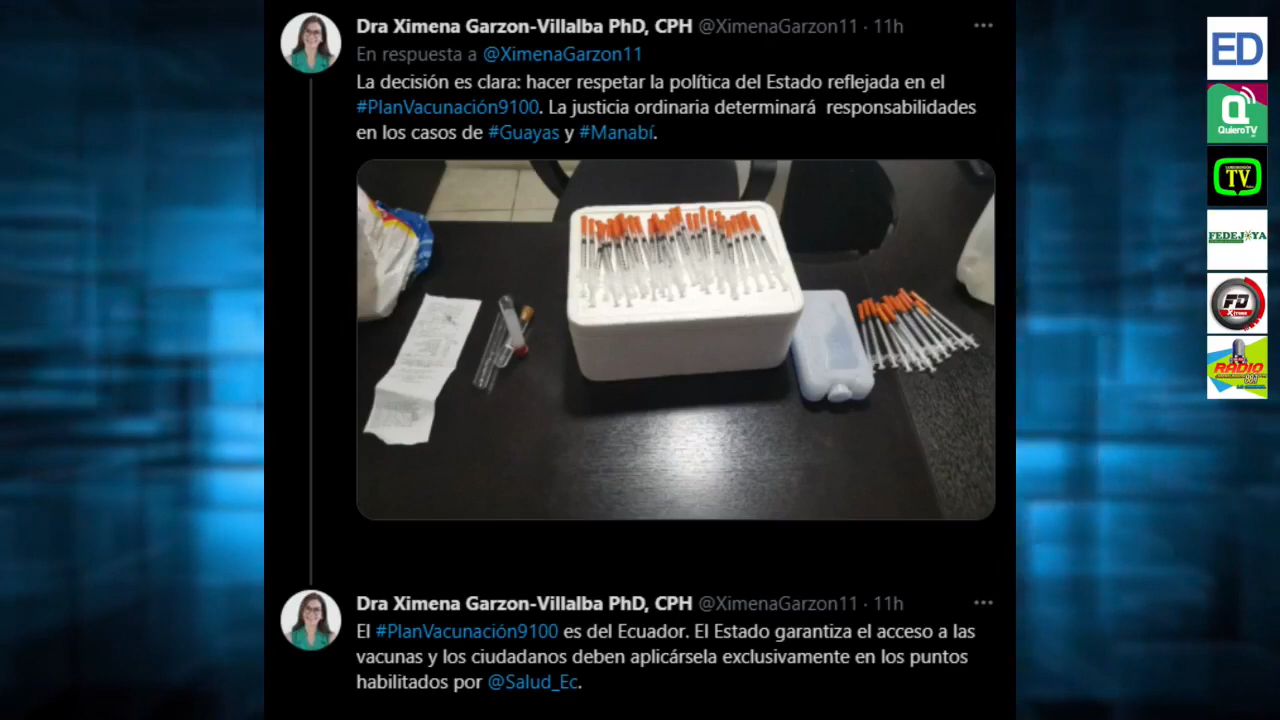 Dra Ximena Garzon-Villalba PhD, CPH @XimenaGarzon11 · 11h
En respuesta a @XimenaGarzon11
La decisión es clara: hacer respetar la política del Estado reflejada en el
#PlanVacunación9100. La justicia ordinaria determinará responsabilidades
en los casos de #Guayas y #Manabí.
Dra Ximena Garzon-Villalba PhD, CPH @XimenaGarzon11 · 11h
El #PlanVacunación9100 es del Ecuador. El Estado garantiza el acceso a las
vacunas y los ciudadanos deben aplicársela exclusivamente en los puntos
habilitados por @Salud_Ec.
ED
Q
QuieroTV
TV
FEDEJOYA
FD
Xtrema
RADIO